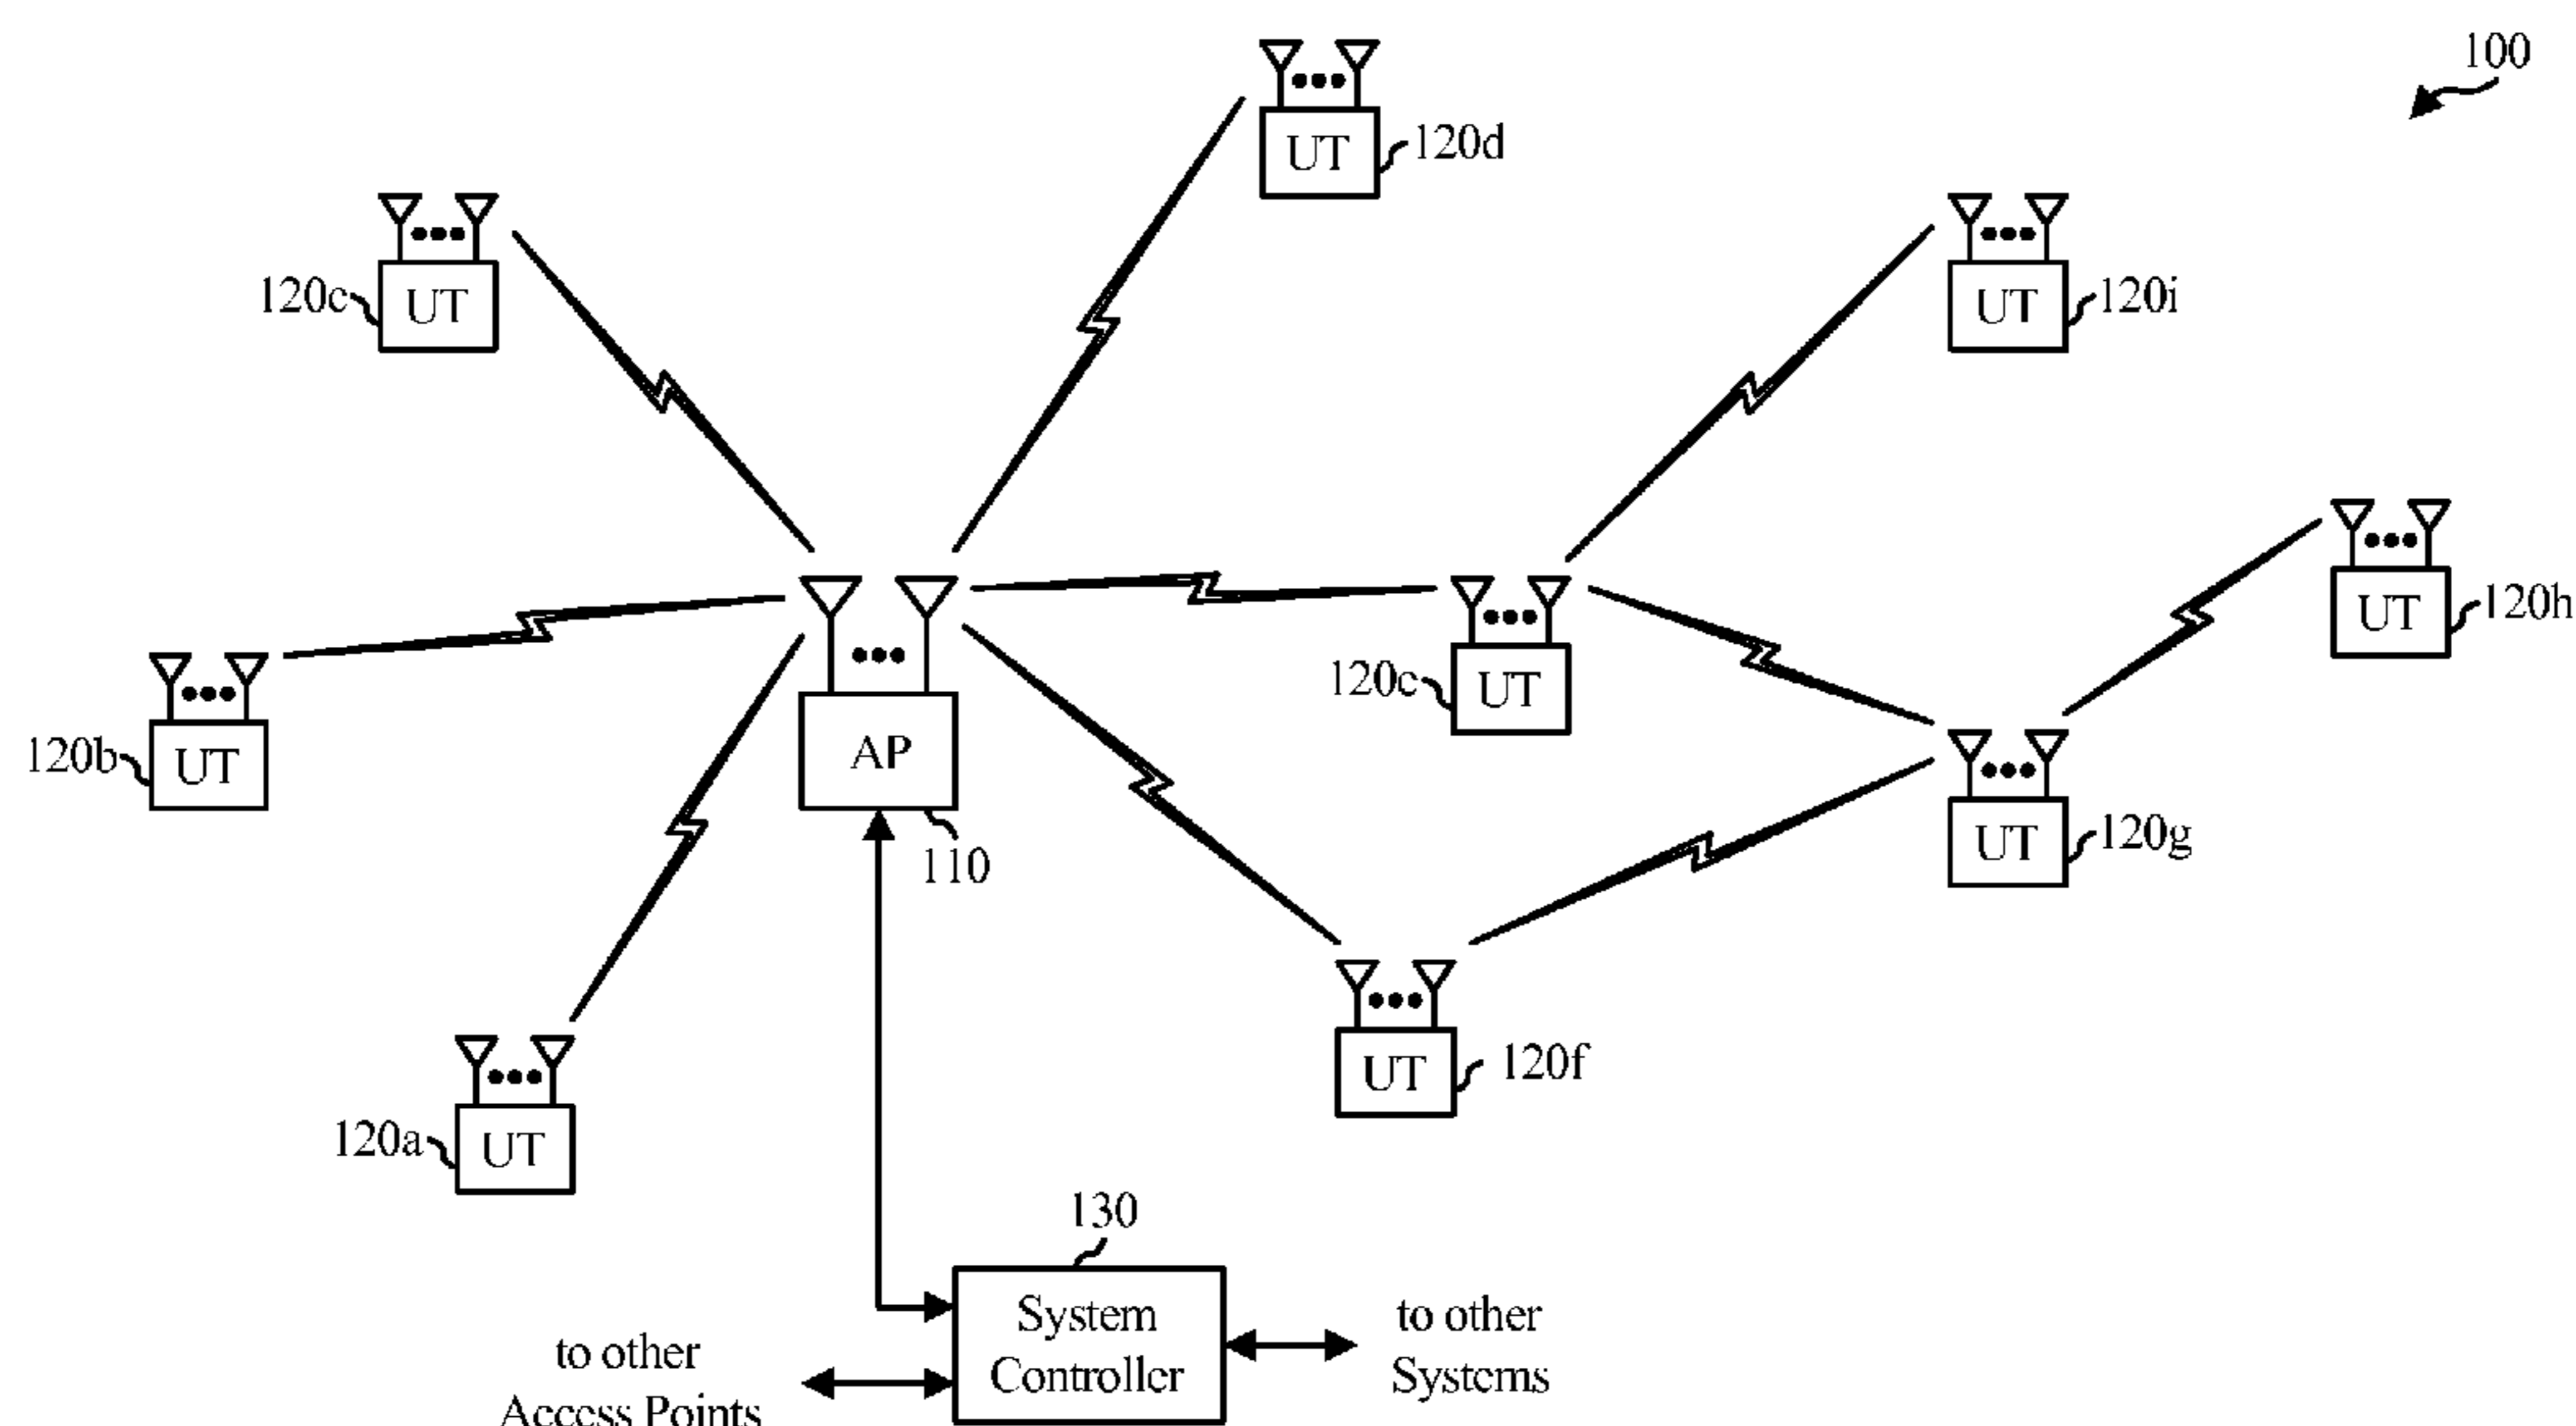 100
UT
120d
120c
UT
UT
120i
UT
120h
120e
UT
120b
UT
AP
110
UT
120g
UT
120f
120a
UT
130
System
Controller
to other
Systems
to other
Access Points